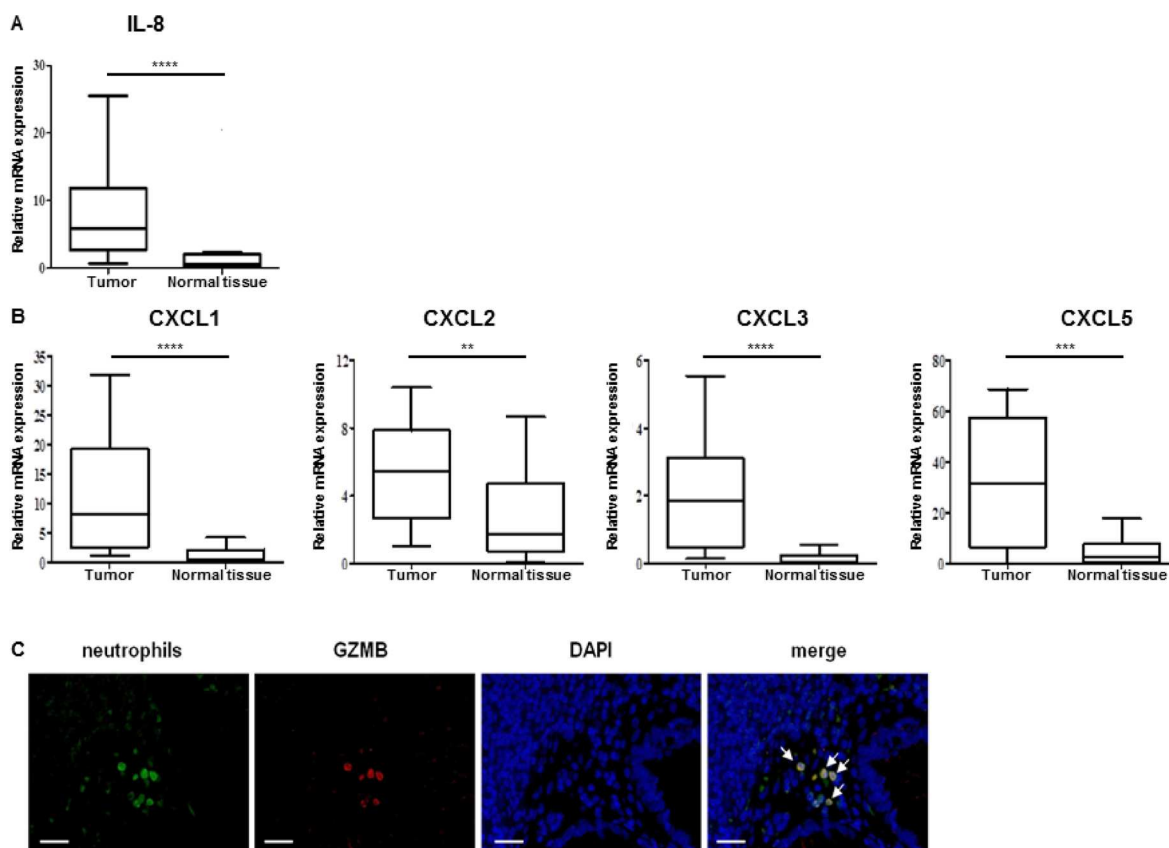 A
IL-8
Relative mRNA expression
30
20
10
0
****
Tumor
Normal tissue
B
CXCL1
Relative mRNA expression
35
30
25
20
15
10
5
0
****
Tumor
Normal tissue
CXCL2
Relative mRNA expression
12
8
4
0
**
Tumor
Normal tissue
CXCL3
Relative mRNA expression
6
4
2
0
****
Tumor
Normal tissue
CXCL5
Relative mRNA expression
80
60
40
20
0
***
Tumor
Normal tissue
C
neutrophils
GZMB
DAPI
merge